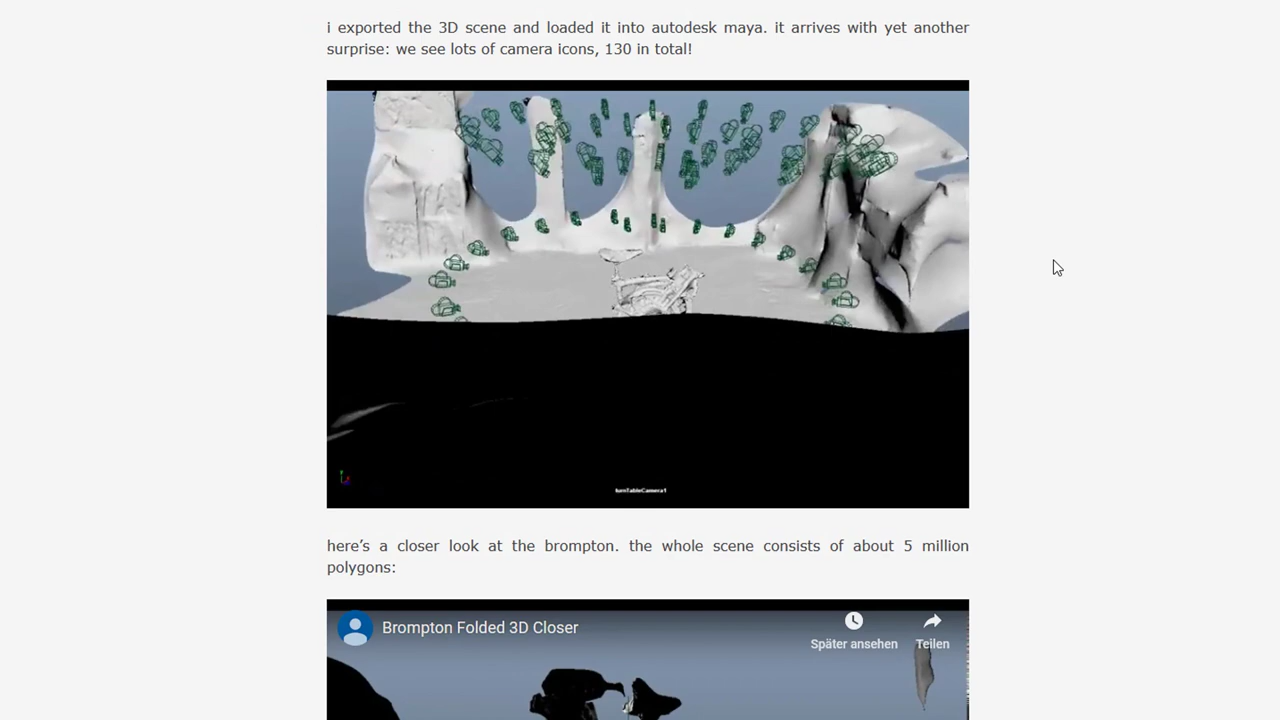 i exported the 3D scene and loaded it into autodesk maya. it arrives with yet another
surprise: we see lots of camera icons, 130 in total!
turnTableCamera1
here's a closer look at the brompton. the whole scene consists of about 5 million
polygons:
Brompton Folded 3D Closer
Später ansehen
Teilen